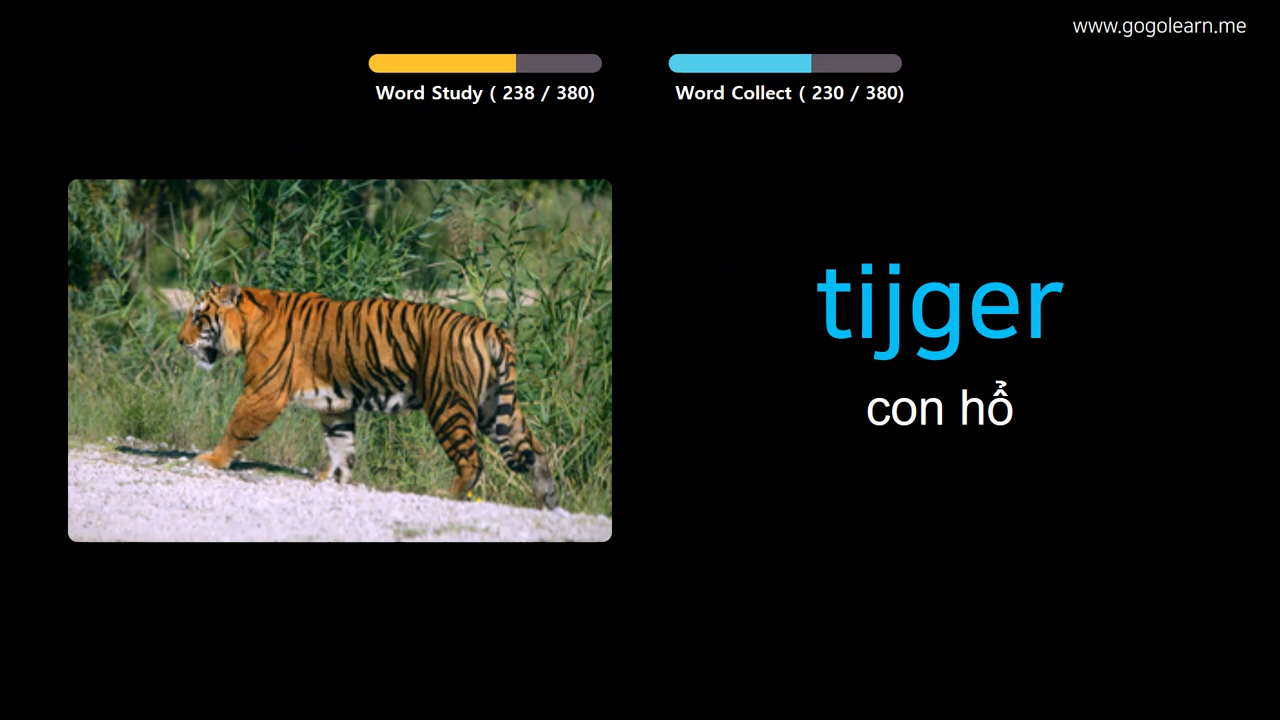 www.gogolearn.me
Word Study ( 238 / 380)
Word Collect ( 230 / 380)
tijger
con hổ